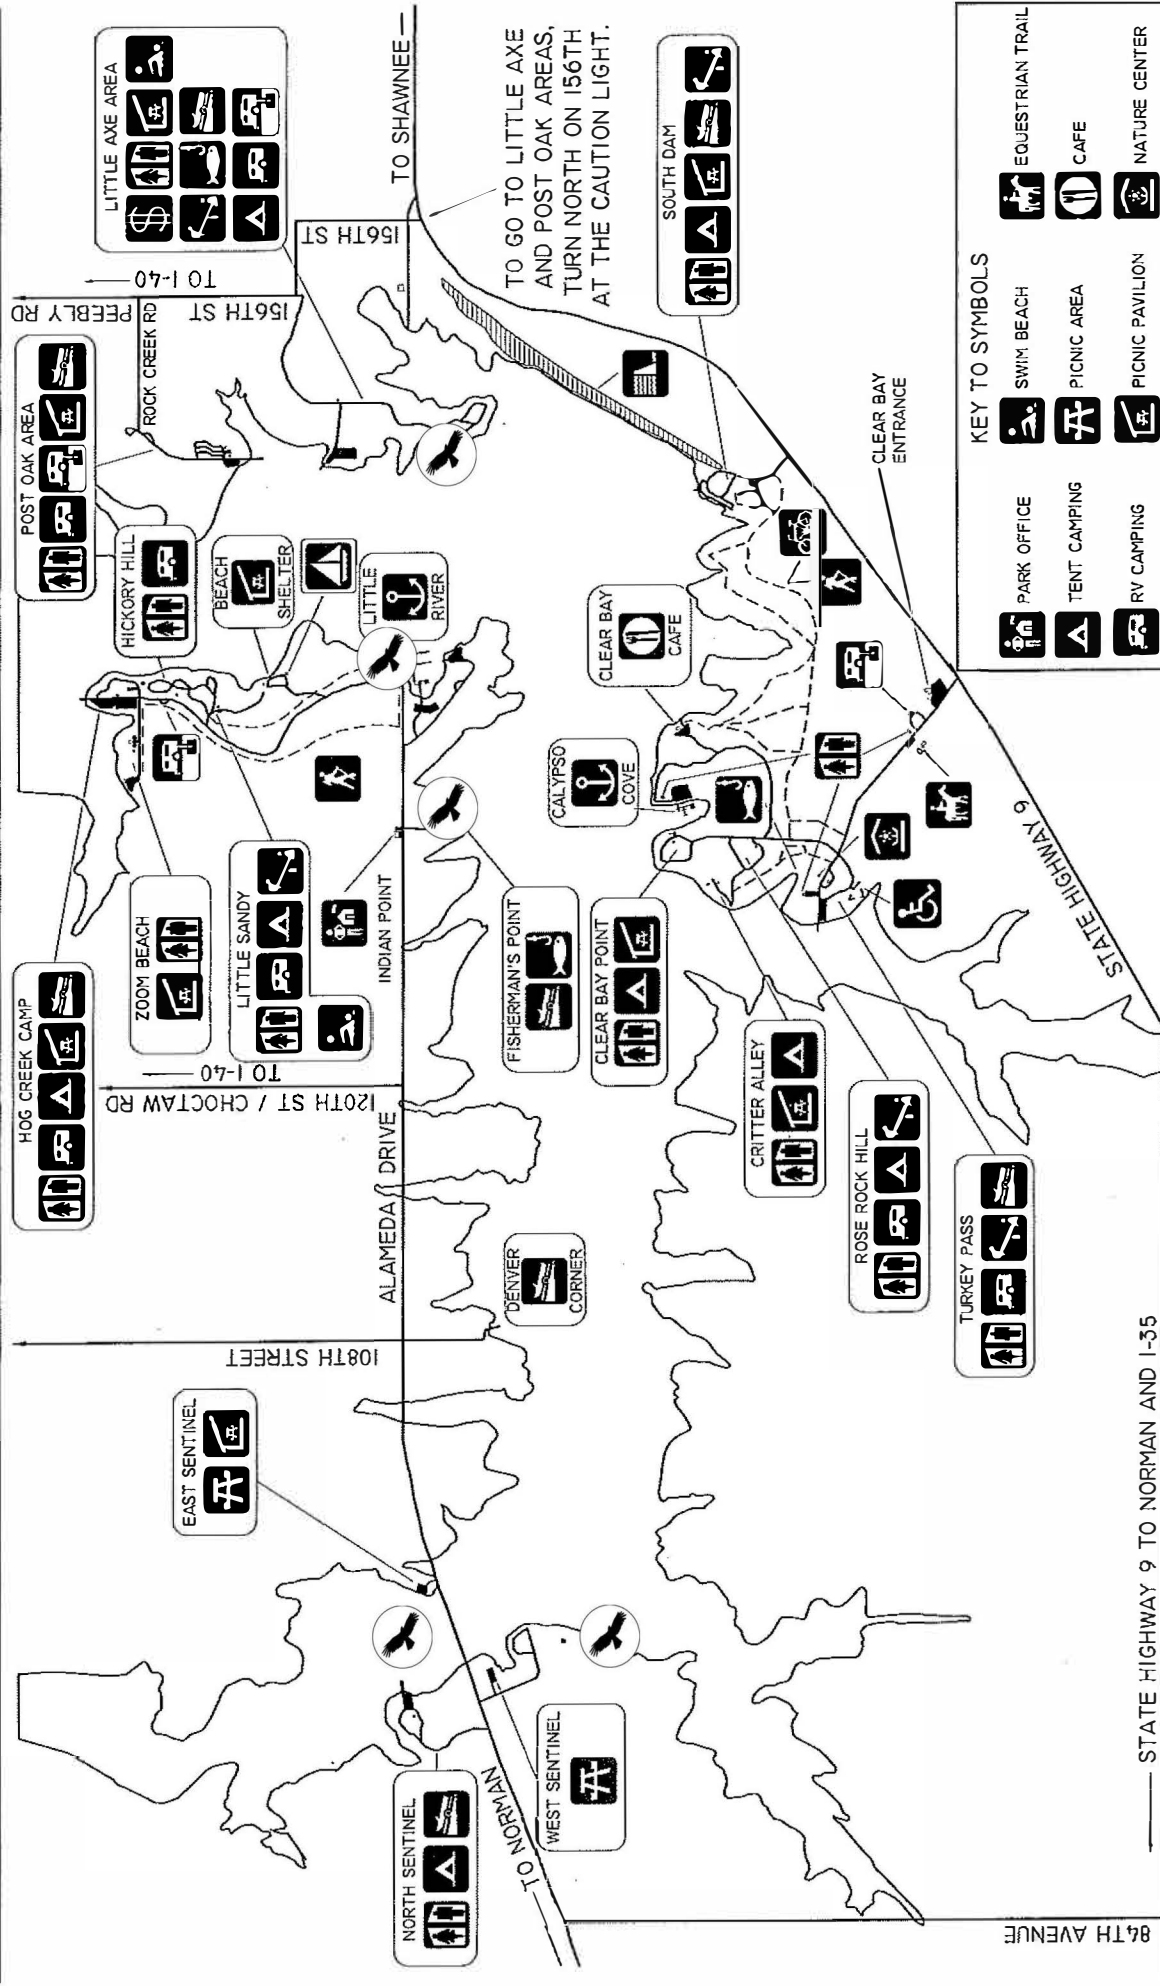 HOG CREEK CAMP
ZOOM BEACH
LITTLE SANDY
POST OAK AREA
HICKORY HILL
BEACH
SHELTER
LITTLE
RIVER
PEEBLY RD
ROCK CREEK RD
TO I-40
156TH ST
156TH ST
LITTLE AXE AREA
TO SHAWNEE
TO GO TO LITTLE AXE
AND POST OAK AREAS,
TURN NORTH ON 156TH
AT THE CAUTION LIGHT.
EAST SENTINEL
108TH STREET
120TH ST / CHOCTAW RD
TO I-40
ALAMEDA DRIVE
INDIAN POINT
NORTH SENTINEL
TO NORMAN
WEST SENTINEL
DENVER
CORNER
FISHERMAN'S POINT
CLEAR BAY POINT
CALYPSO
COVE
CLEAR BAY
CAFE
SOUTH DAM
CRITTER ALLEY
ROSE ROCK HILL
TURKEY PASS
CLEAR BAY
ENTRANCE
STATE HIGHWAY 9
84TH AVENUE
STATE HIGHWAY 9 TO NORMAN AND I-35
KEY TO SYMBOLS
PARK OFFICE
SWIM BEACH
EQUESTRIAN TRAIL
TENT CAMPING
PICNIC AREA
CAFE
RV CAMPING
PICNIC PAVILION
NATURE CENTER
$